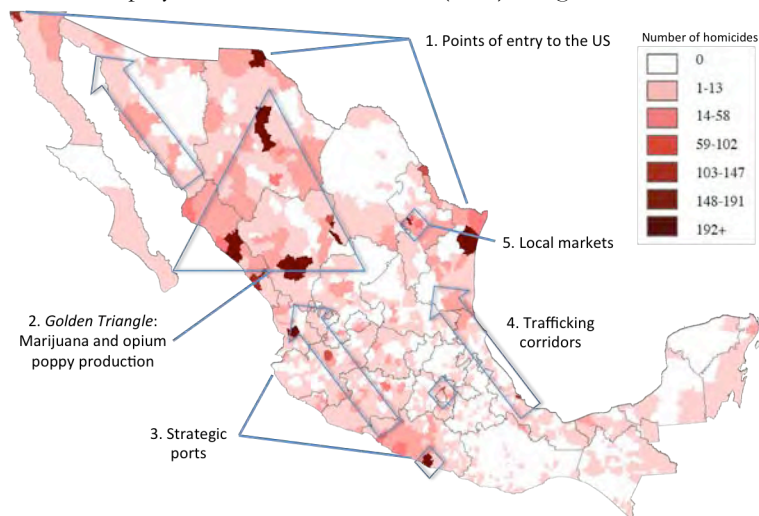 1. Points of entry to the US
Number of homicides
0
1-13
14-58
59-102
103-147
148-191
192+
5. Local markets
2. Golden Triangle:
Marijuana and opium
poppy production
4. Trafficking
corridors
3. Strategic
ports